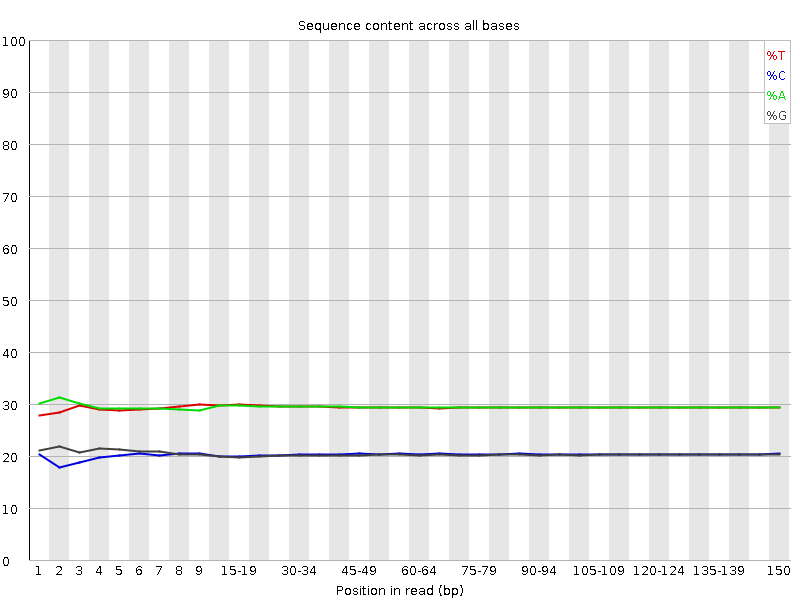 Sequence content across all bases
100
90
80
70
60
50
40
30
20
10
0
%T
%C
%A
%G
1 2 3 4 5 6 7 8 9 15-19 30-34 45-49 60-64 75-79 90-94 105-109 120-124 135-139 150
Position in read (bp)